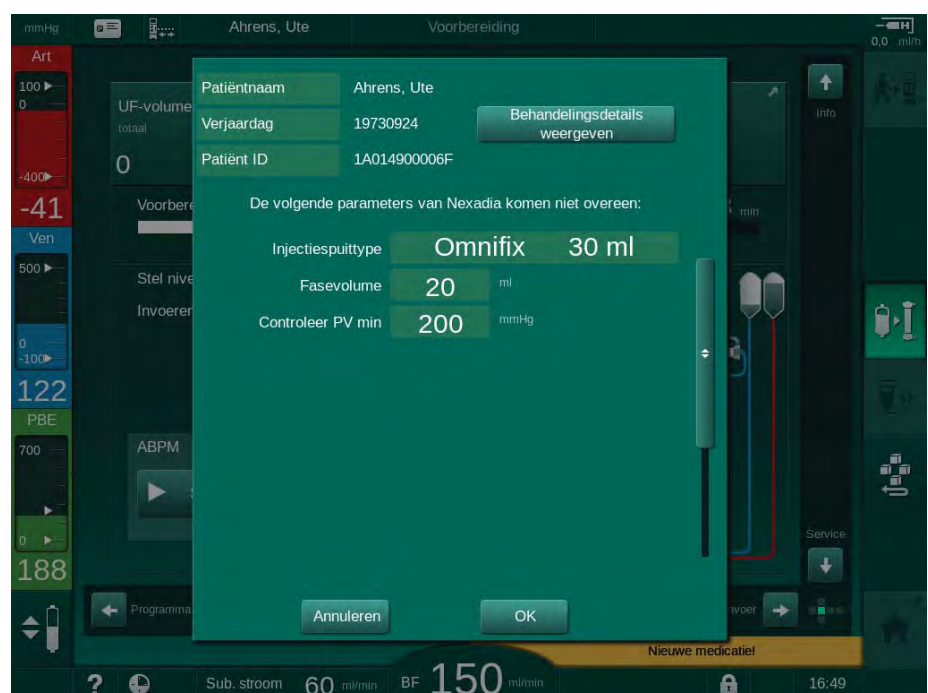 mmHg Ahrens, Ute Voorbereiding 0,0 ml/h
Art
100
0
-400
-41
Ven
500
0
-100
122
PBE
700
0
188
UF-volume
totaal
0
Voorbere
min
Stel nive
Invoerer
ABPM
Programma
nvoer
Info
Service
Patiëntnaam Ahrens, Ute
Verjaardag 19730924
Patiënt ID 1A014900006F
Behandelingsdetails
weergeven
De volgende parameters van Nexadia komen niet overeen:
Injectiespuittype Omnifix 30 ml
Fasevolume 20 ml
Controleer PV min 200 mmHg
Annuleren OK
Nieuwe medicatie!
? Sub. stroom 60 ml/min BF 150 ml/min 16:49